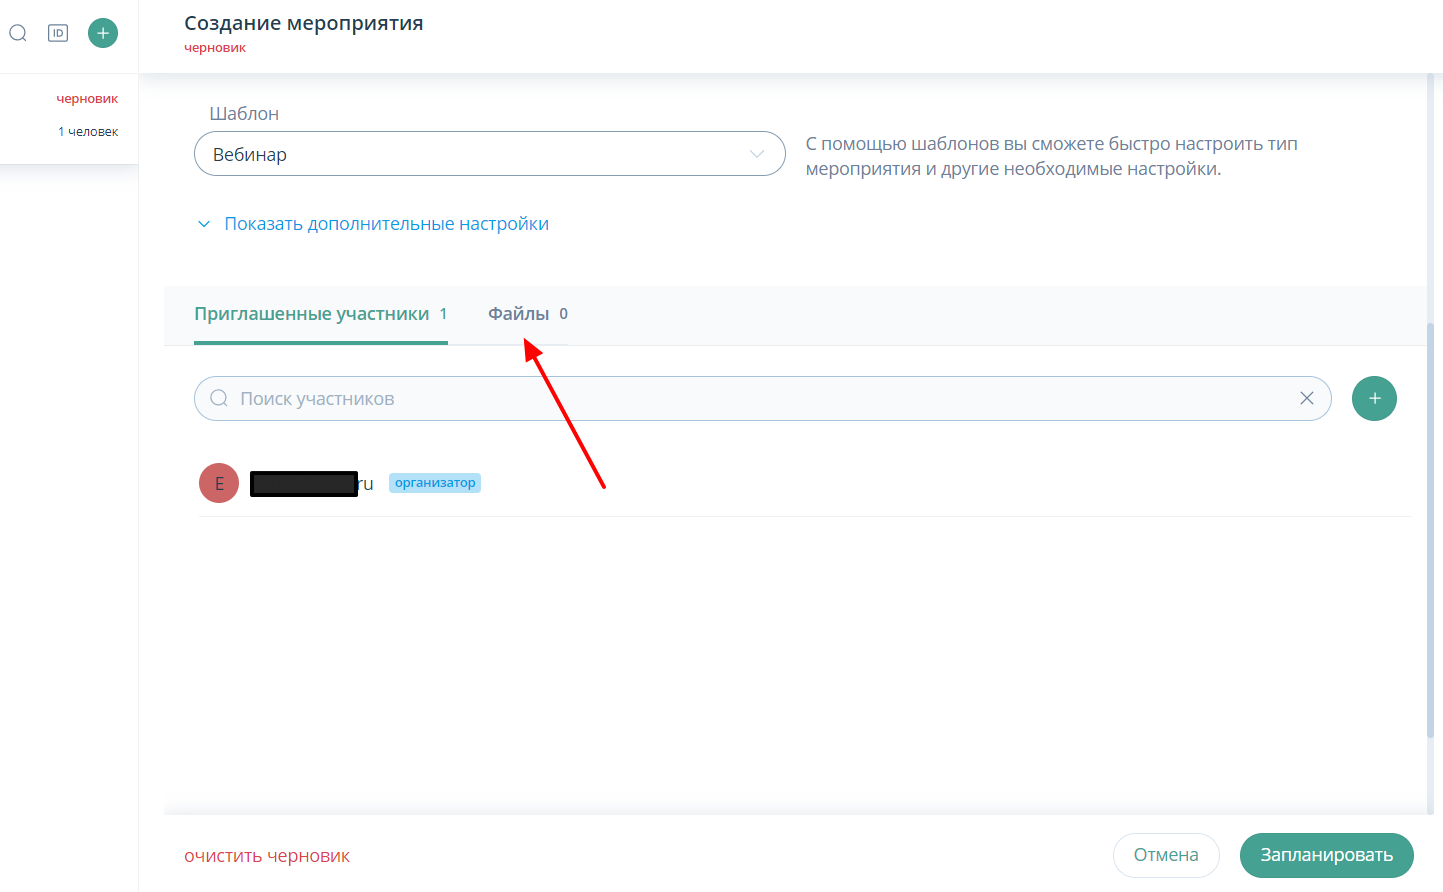 ID
Создание мероприятия
черновик
черновик
1 человек
Шаблон
Вебинар
С помощью шаблонов вы сможете быстро настроить тип
мероприятия и другие необходимые настройки.
Показать дополнительные настройки
Приглашенные участники 1
Файлы 0
Поиск участников
E
ru
организатор
очистить черновик
Отмена
Запланировать